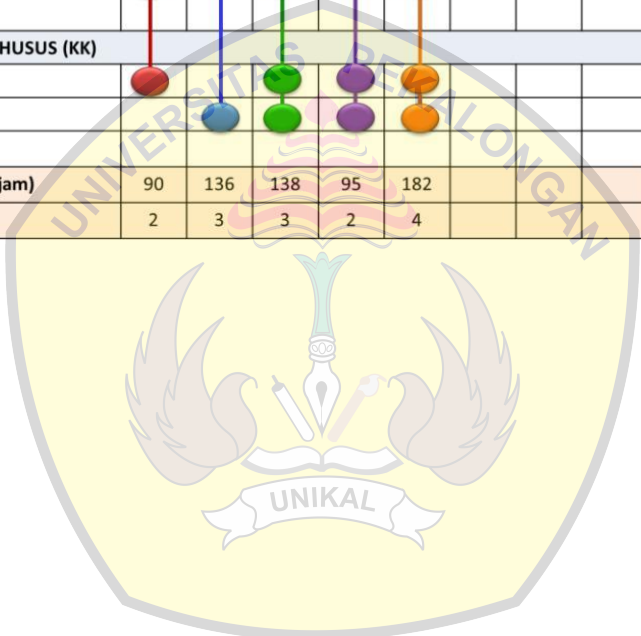 HUSUS (KK)
jam) 90 136 138 95 182
2 3 3 2 4
UNIVERSITAS PEKALONGAN
UNIKAL